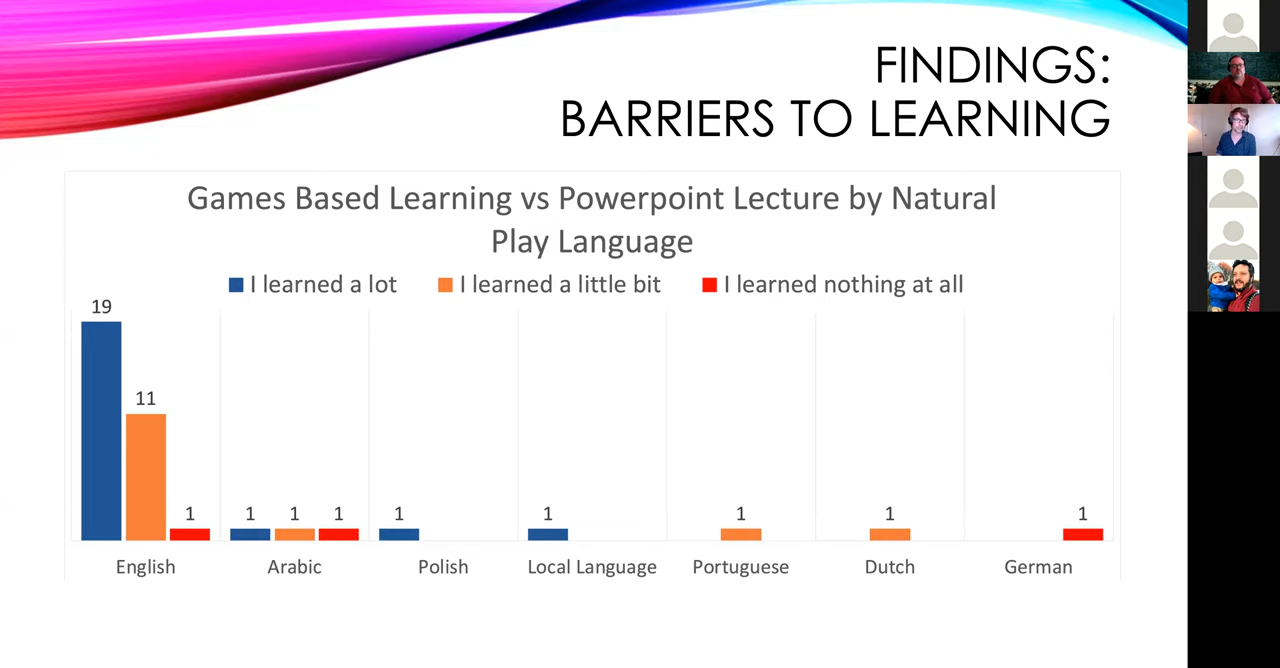 FINDINGS:
BARRIERS TO LEARNING
Games Based Learning vs Powerpoint Lecture by Natural
Play Language
I learned a lot I learned a little bit I learned nothing at all
19
11
1
1 1 1
1
1
1
1
1
English Arabic Polish Local Language Portuguese Dutch German